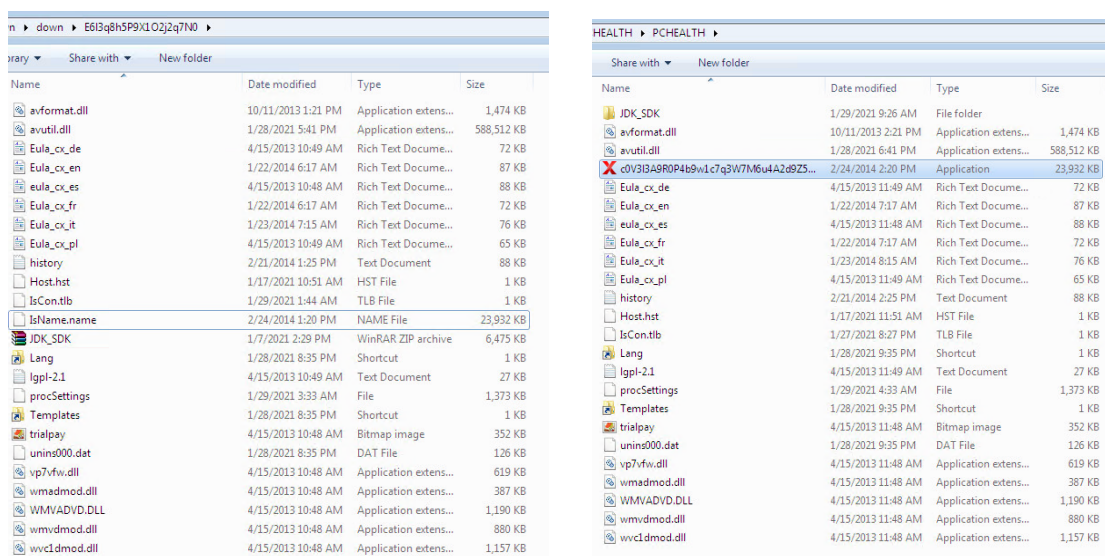 n ▸ down ▸ E6I3q8h5P9X1O2j2q7N0 ▸
brary ▾ Share with ▾ New folder
Name Date modified Type Size
avformat.dll 10/11/2013 1:21 PM Application extens... 1,474 KB
avutil.dll 1/28/2021 5:41 PM Application extens... 588,512 KB
Eula_cx_de 4/15/2013 10:49 AM Rich Text Docume... 72 KB
Eula_cx_en 1/22/2014 6:17 AM Rich Text Docume... 87 KB
eula_cx_es 4/15/2013 10:48 AM Rich Text Docume... 88 KB
Eula_cx_fr 1/22/2014 6:17 AM Rich Text Docume... 72 KB
Eula_cx_it 1/23/2014 7:15 AM Rich Text Docume... 76 KB
Eula_cx_pl 4/15/2013 10:49 AM Rich Text Docume... 65 KB
history 2/21/2014 1:25 PM Text Document 88 KB
Host.hst 1/17/2021 10:51 AM HST File 1 KB
IsCon.tlb 1/29/2021 1:44 AM TLB File 1 KB
IsName.name 2/24/2014 1:20 PM NAME File 23,932 KB
JDK_SDK 1/7/2021 2:29 PM WinRAR ZIP archive 6,475 KB
Lang 1/28/2021 8:35 PM Shortcut 1 KB
lgpl-2.1 4/15/2013 10:49 AM Text Document 27 KB
procSettings 1/29/2021 3:33 AM File 1,373 KB
Templates 1/28/2021 8:35 PM Shortcut 1 KB
trialpay 4/15/2013 10:48 AM Bitmap image 352 KB
unins000.dat 1/28/2021 8:35 PM DAT File 126 KB
vp7vfw.dll 4/15/2013 10:48 AM Application extens... 619 KB
wmadmod.dll 4/15/2013 10:48 AM Application extens... 387 KB
WMVADVD.DLL 4/15/2013 10:48 AM Application extens... 1,190 KB
wmvdmod.dll 4/15/2013 10:48 AM Application extens... 880 KB
wvc1dmod.dll 4/15/2013 10:48 AM Application extens... 1,157 KB
HEALTH ▸ PCHEALTH ▸
Share with ▾ New folder
Name Date modified Type Size
JDK_SDK 1/29/2021 9:26 AM File folder
avformat.dll 10/11/2013 2:21 PM Application extens... 1,474 KB
avutil.dll 1/28/2021 6:41 PM Application extens... 588,512 KB
c0V3I3A9R0P4b9w1c7q3W7M6u4A2d9Z5... 2/24/2014 2:20 PM Application 23,932 KB
Eula_cx_de 4/15/2013 11:49 AM Rich Text Docume... 72 KB
Eula_cx_en 1/22/2014 7:17 AM Rich Text Docume... 87 KB
eula_cx_es 4/15/2013 11:48 AM Rich Text Docume... 88 KB
Eula_cx_fr 1/22/2014 7:17 AM Rich Text Docume... 72 KB
Eula_cx_it 1/23/2014 8:15 AM Rich Text Docume... 76 KB
Eula_cx_pl 4/15/2013 11:49 AM Rich Text Docume... 65 KB
history 2/21/2014 2:25 PM Text Document 88 KB
Host.hst 1/17/2021 11:51 AM HST File 1 KB
IsCon.tlb 1/27/2021 8:27 PM TLB File 1 KB
Lang 1/28/2021 9:35 PM Shortcut 1 KB
lgpl-2.1 4/15/2013 11:49 AM Text Document 27 KB
procSettings 1/29/2021 4:33 AM File 1,373 KB
Templates 1/28/2021 9:35 PM Shortcut 1 KB
trialpay 4/15/2013 11:48 AM Bitmap image 352 KB
unins000.dat 1/28/2021 9:35 PM DAT File 126 KB
vp7vfw.dll 4/15/2013 11:48 AM Application extens... 619 KB
wmadmod.dll 4/15/2013 11:48 AM Application extens... 387 KB
WMVADVD.DLL 4/15/2013 11:48 AM Application extens... 1,190 KB
wmvdmod.dll 4/15/2013 11:48 AM Application extens... 880 KB
wvc1dmod.dll 4/15/2013 11:48 AM Application extens... 1,157 KB